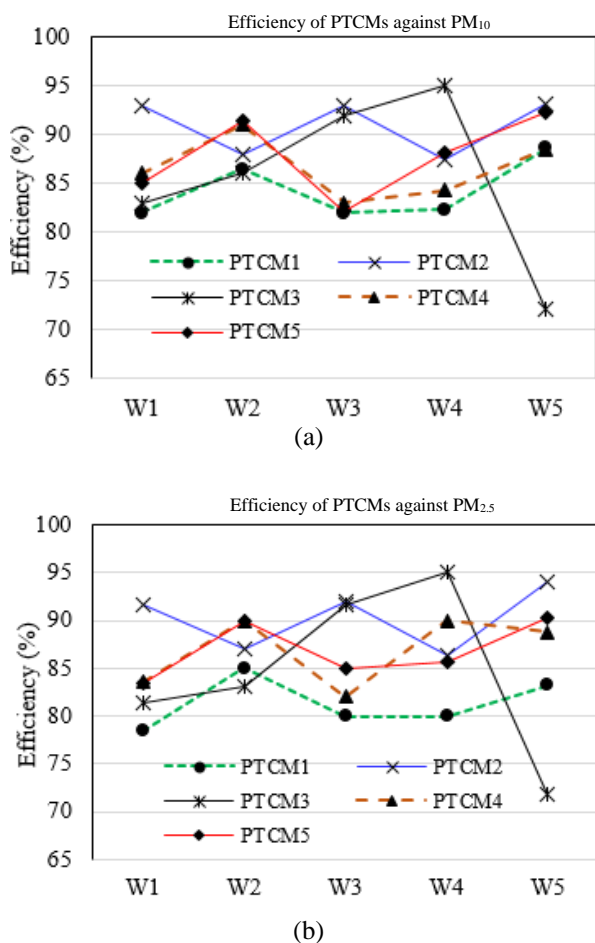 Efficiency of PTCMs against PM₁₀
100
95
90
85
80
75
70
65
Efficiency (%)
PTCM1 PTCM2
PTCM3 PTCM4
PTCM5
W1 W2 W3 W4 W5
(a)
Efficiency of PTCMs against PM₂.₅
100
95
90
85
80
75
70
65
Efficiency (%)
PTCM1 PTCM2
PTCM3 PTCM4
PTCM5
W1 W2 W3 W4 W5
(b)